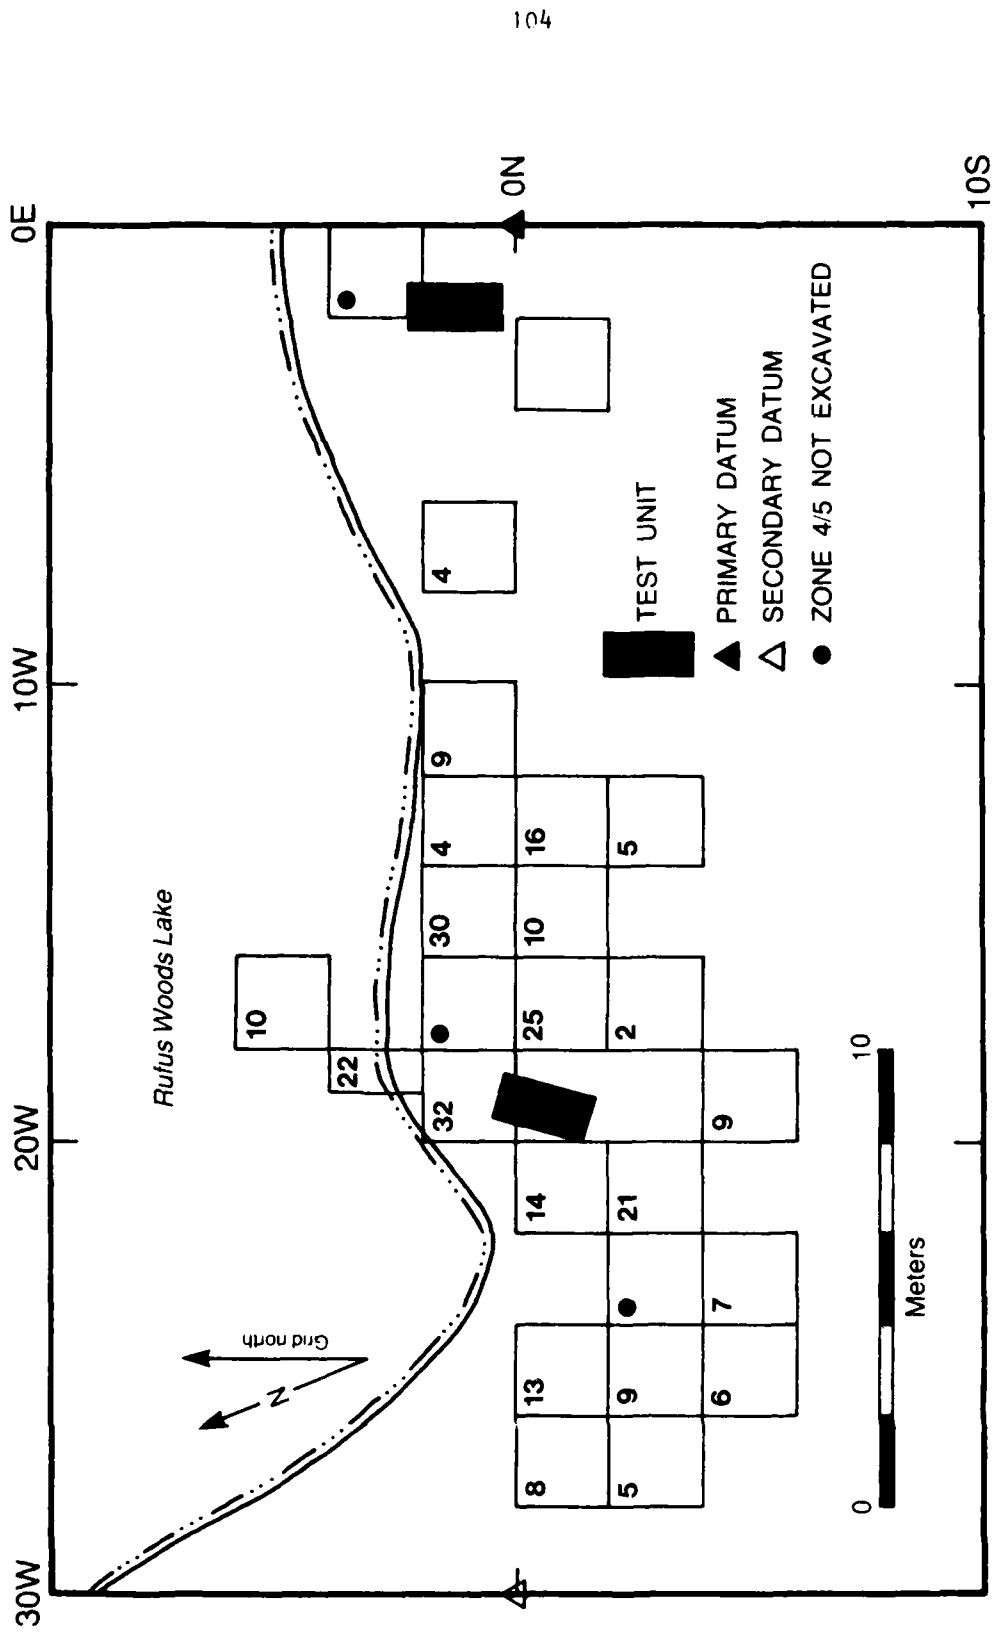 104
30W
20W
10W
0E
Rufus Woods Lake
N
Grid north
10
22
32
30
4
9
4
0N
8
13
14
25
10
16
5
9
21
2
5
6
7
9
TEST UNIT
PRIMARY DATUM
SECONDARY DATUM
ZONE 4/5 NOT EXCAVATED
0
10
Meters
10S